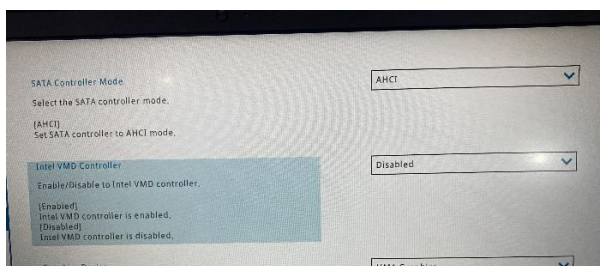 SATA Controller Mode
AHCI
Select the SATA controller mode.
[AHCI]
Set SATA controller to AHCI mode.
Intel VMD Controller
Disabled
Enable/Disable to Intel VMD controller.
[Enabled]
Intel VMD controller is enabled.
[Disabled]
Intel VMD controller is disabled.